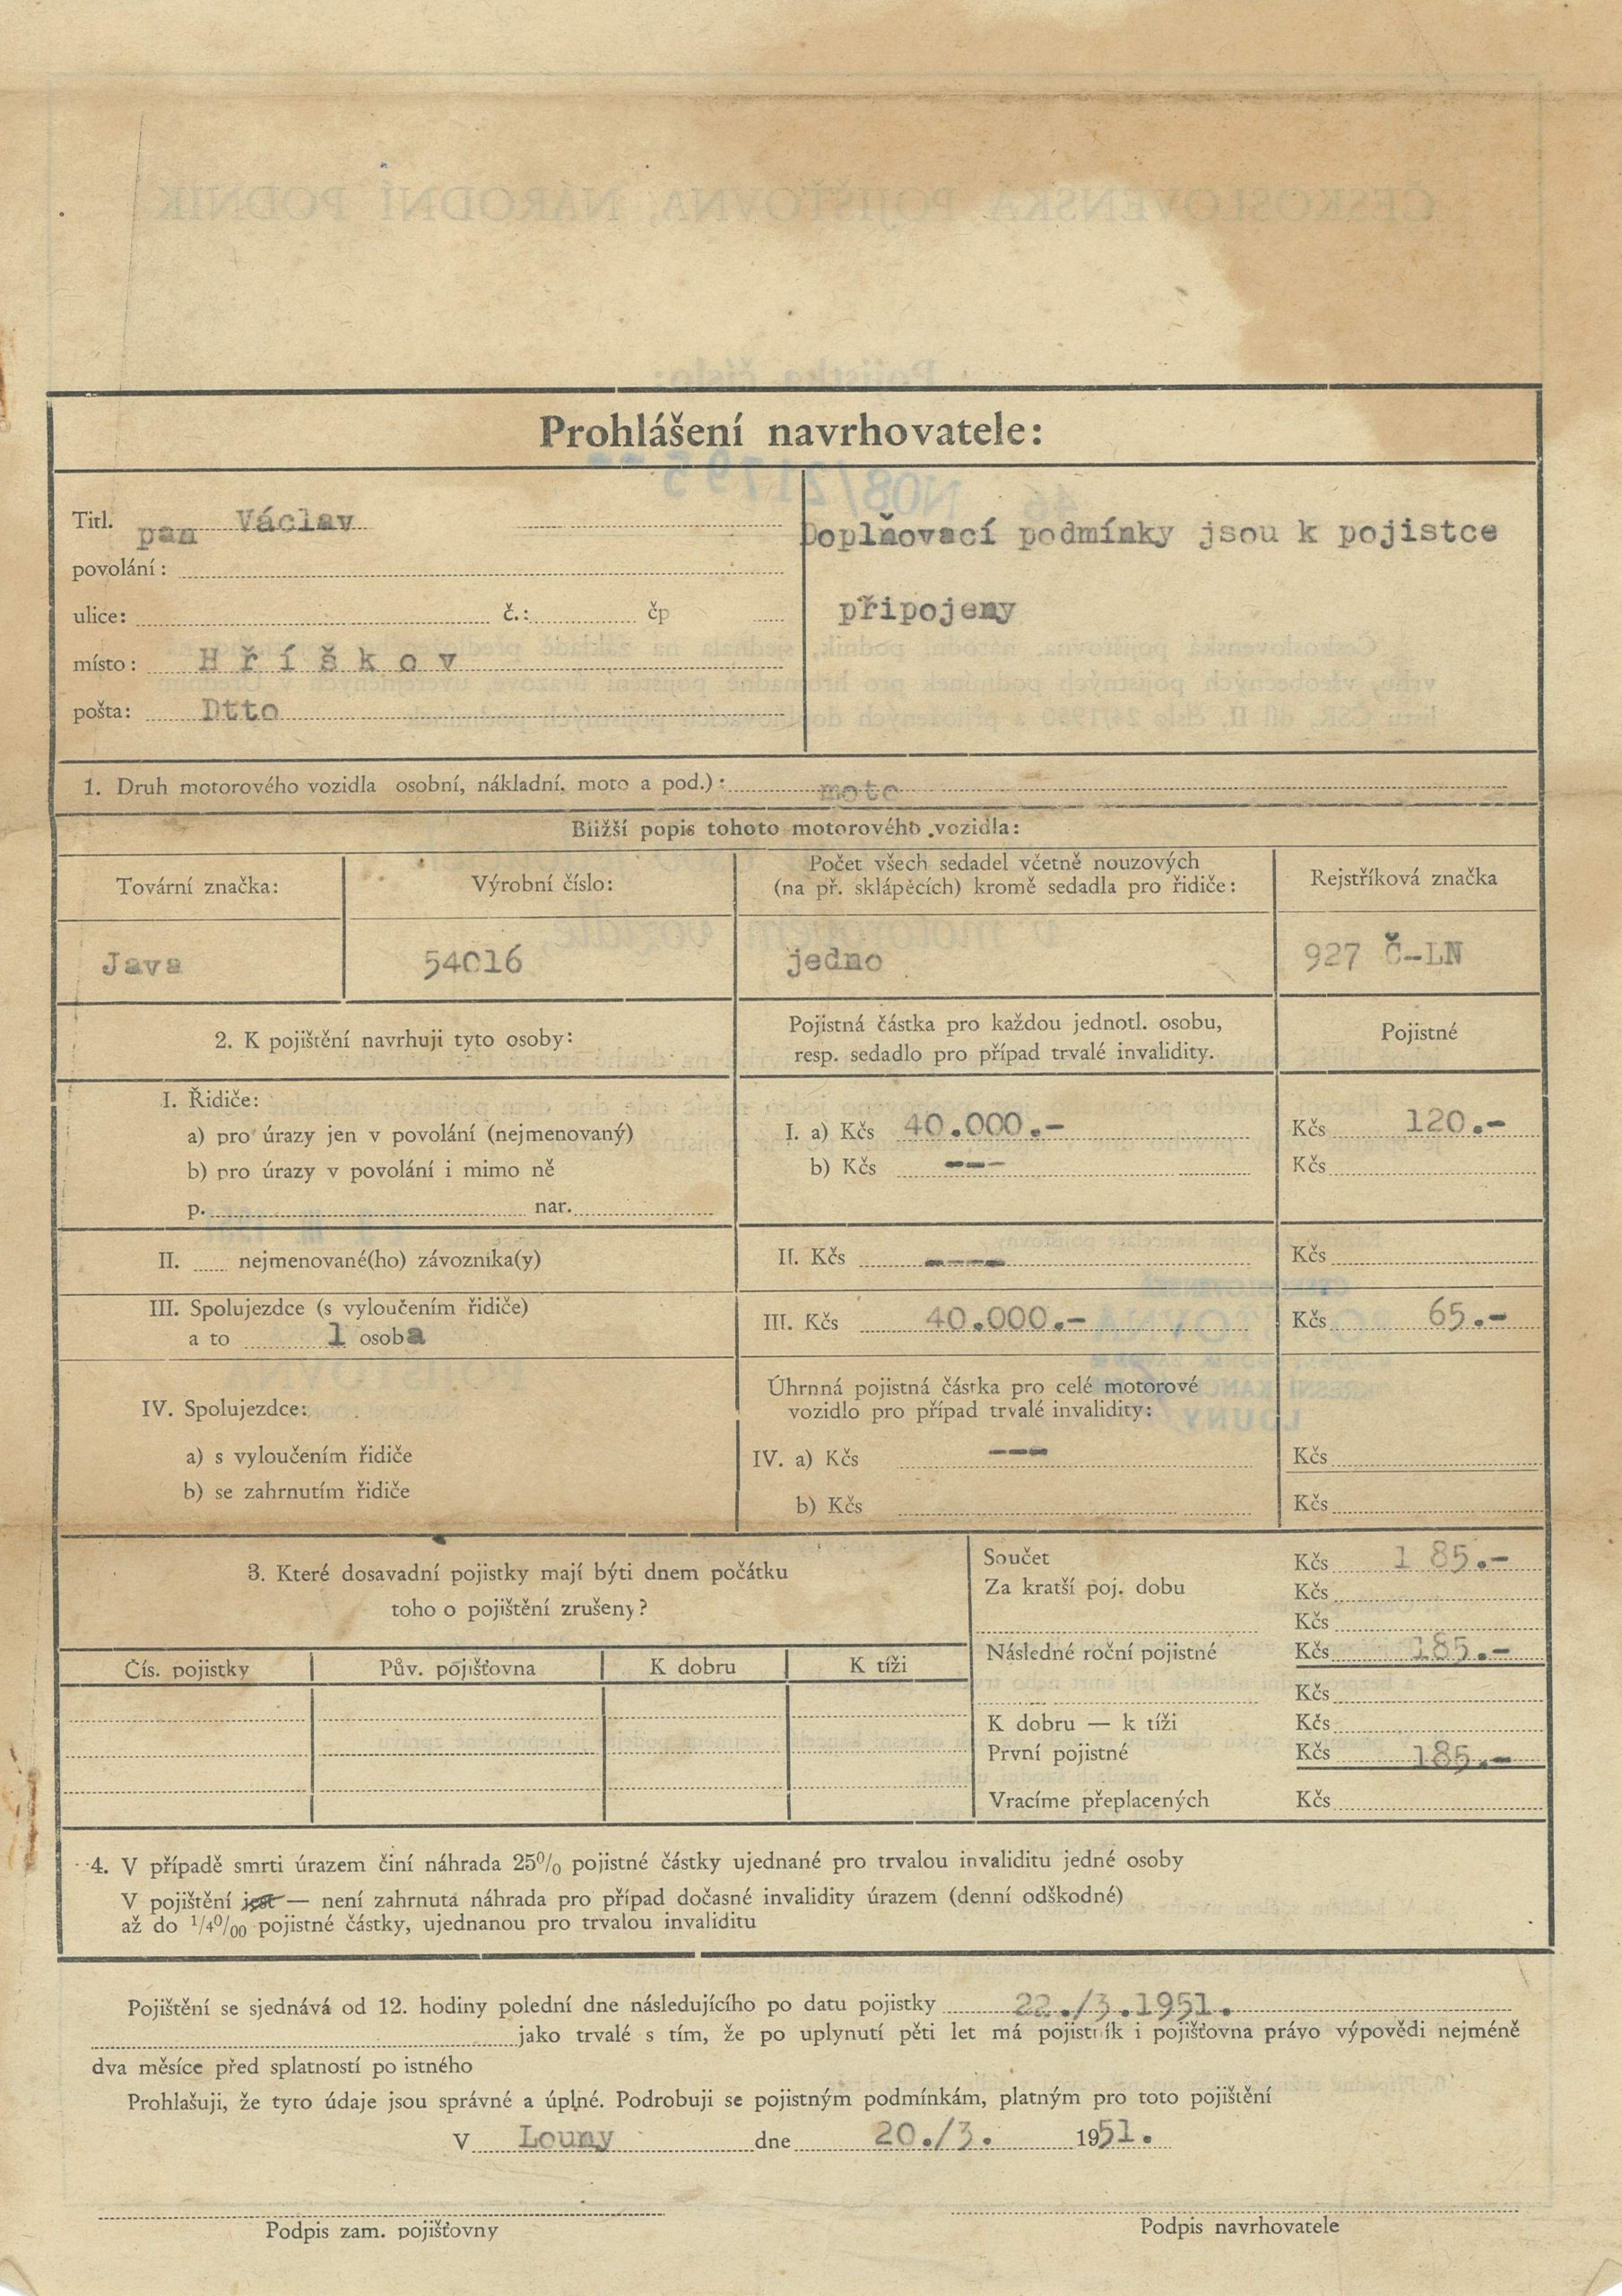 Prohlášení navrhovatele:
Titl. pan Václav
povolání:
ulice: č.: čp
místo: Hříškov
pošta: Dtto
Doplňovací podmínky jsou k pojistce
připojeny
1. Druh motorového vozidla osobní, nákladní, moto a pod.): moto
Bližší popis tohoto motorového vozidla:
Tovární značka:
Výrobní číslo:
Počet všech sedadel včetně nouzových
(na př. sklápěcích) kromě sedadla pro řidiče:
Rejstříková značka
Java
54016
jedno
927 Č-LN
2. K pojištění navrhuji tyto osoby:
Pojistná částka pro každou jednotl. osobu,
resp. sedadlo pro případ trvalé invalidity.
Pojistné
I. Řidiče:
a) pro úrazy jen v povolání (nejmenovaný)
I. a) Kčs 40.000.-
Kčs 120.-
b) pro úrazy v povolání i mimo ně
b) Kčs ---
Kčs
p. nar.
II. nejmenované(ho) závozníka(y)
II. Kčs ----
Kčs
III. Spolujezdce (s vyloučením řidiče)
a to 1 osoba
III. Kčs 40.000.-
Kčs 65.-
IV. Spolujezdce:
Úhrnná pojistná částka pro celé motorové
vozidlo pro případ trvalé invalidity:
a) s vyloučením řidiče
IV. a) Kčs ---
Kčs
b) se zahrnutím řidiče
b) Kčs
Kčs
3. Které dosavadní pojistky mají býti dnem počátku
toho o pojištění zrušeny?
Čís. pojistky
Pův. pojišťovna
K dobru
K tíži
Součet Kčs 1 85.-
Za kratší poj. dobu Kčs
Kčs
Následné roční pojistné Kčs 185.-
Kčs
K dobru — k tíži Kčs
První pojistné Kčs 185.-
Vracíme přeplacených Kčs
4. V případě smrti úrazem činí náhrada 25% pojistné částky ujednané pro trvalou invaliditu jedné osoby
V pojištění jest — není zahrnuta náhrada pro případ dočasné invalidity úrazem (denní odškodné)
až do 1/4‰ pojistné částky, ujednanou pro trvalou invaliditu
Pojištění se sjednává od 12. hodiny polední dne následujícího po datu pojistky 22./3.1951.
jako trvalé s tím, že po uplynutí pěti let má pojistník i pojišťovna právo výpovědi nejméně
dva měsíce před splatností po istného
Prohlašuji, že tyto údaje jsou správné a úplné. Podrobuji se pojistným podmínkám, platným pro toto pojištění
V Louny dne 20./3. 1951.
Podpis zam. pojišťovny
Podpis navrhovatele